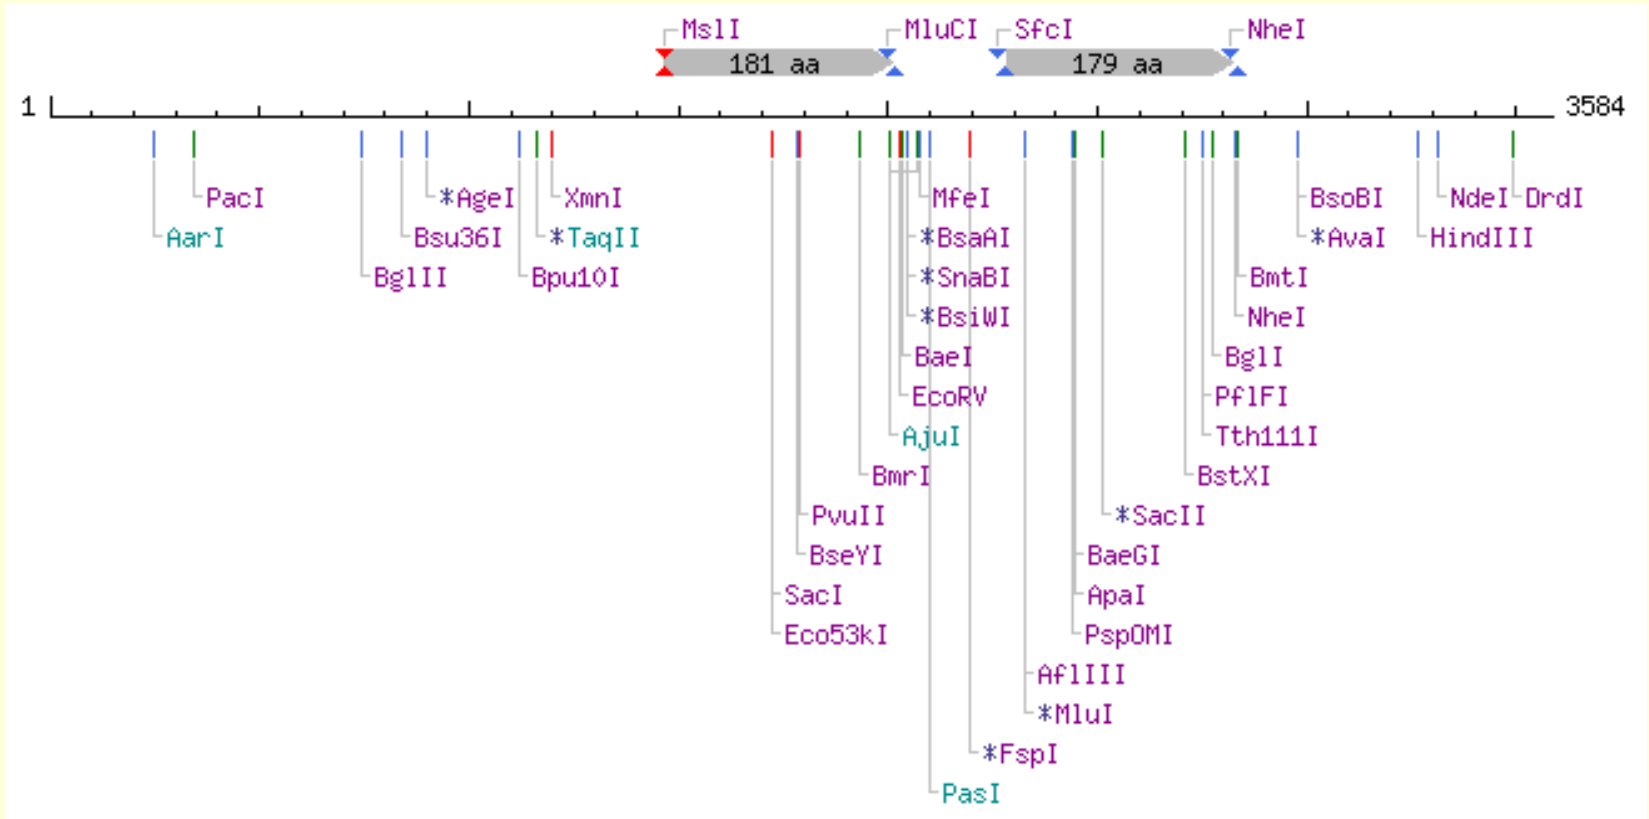 MslI MluCI SfcI NheI
181 aa 179 aa
1 3584
PacI *AgeI XmnI MfeI BsoBI NdeI DrdI
AarI Bsu36I *TaqII *BsaAI *AvaI HindIII
BglII Bpu10I *SnaBI BmtI
*BsiWI NheI
BaeI BglI
EcoRV PflFI
AjuI Tth111I
BmrI BstXI
PvuII *SacII
BseYI BaeGI
SacI ApaI
Eco53kI PspOMI
AflIII
*MluI
*FspI
PasI